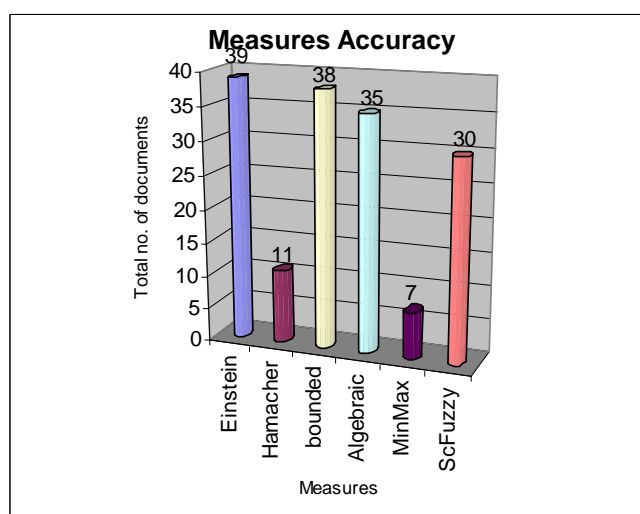 Measures Accuracy
39
38
35
30
11
7
Total no. of documents
40
35
30
25
20
15
10
5
0
Einstein
Hamacher
bounded
Algebraic
MinMax
ScFuzzy
Measures